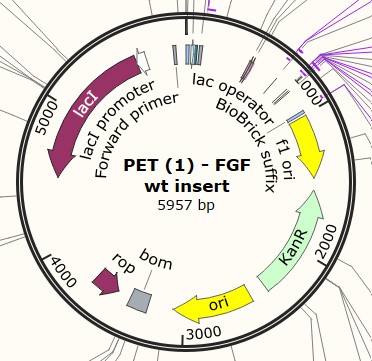 PET (1) - FGF
wt insert
5957 bp
lac operator
BioBrick suffix
f1 ori
KanR
ori
bom
rop
lacI
lacI promoter
Forward primer
1000
2000
3000
4000
5000